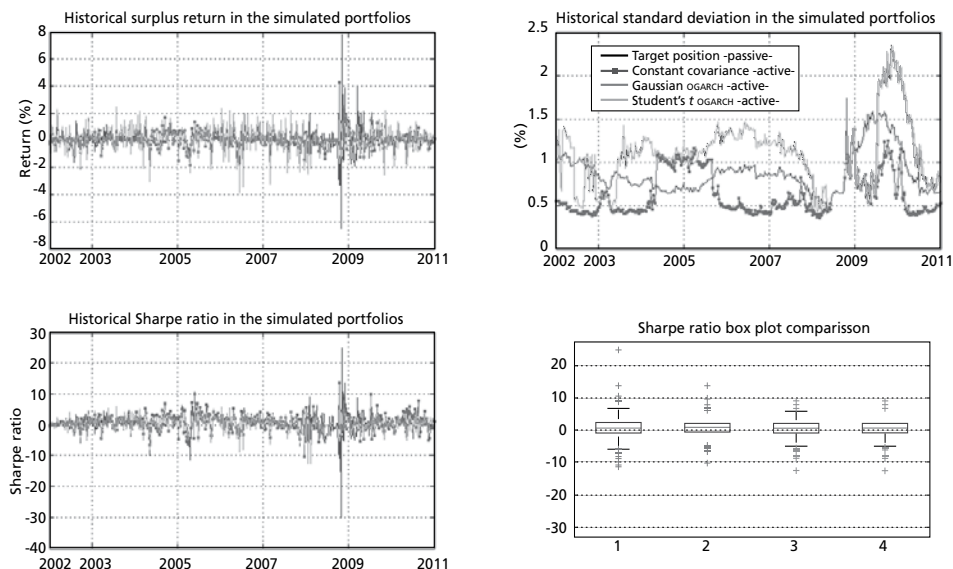 Historical surplus return in the simulated portfolios
Return (%)
8
6
4
2
0
-2
-4
-6
-8
2002 2003 2005 2007 2009 2011
Historical standard deviation in the simulated portfolios
(%)
2.5
2
1.5
1
0.5
0
Target position -passive-
Constant covariance -active-
Gaussian OGARCH -active-
Student's t OGARCH -active-
2002 2003 2005 2007 2009 2011
Historical Sharpe ratio in the simulated portfolios
Sharpe ratio
30
20
10
0
-10
-20
-30
-40
2002 2003 2005 2007 2009 2011
Sharpe ratio box plot comparisson
20
10
0
-10
-20
-30
1 2 3 4